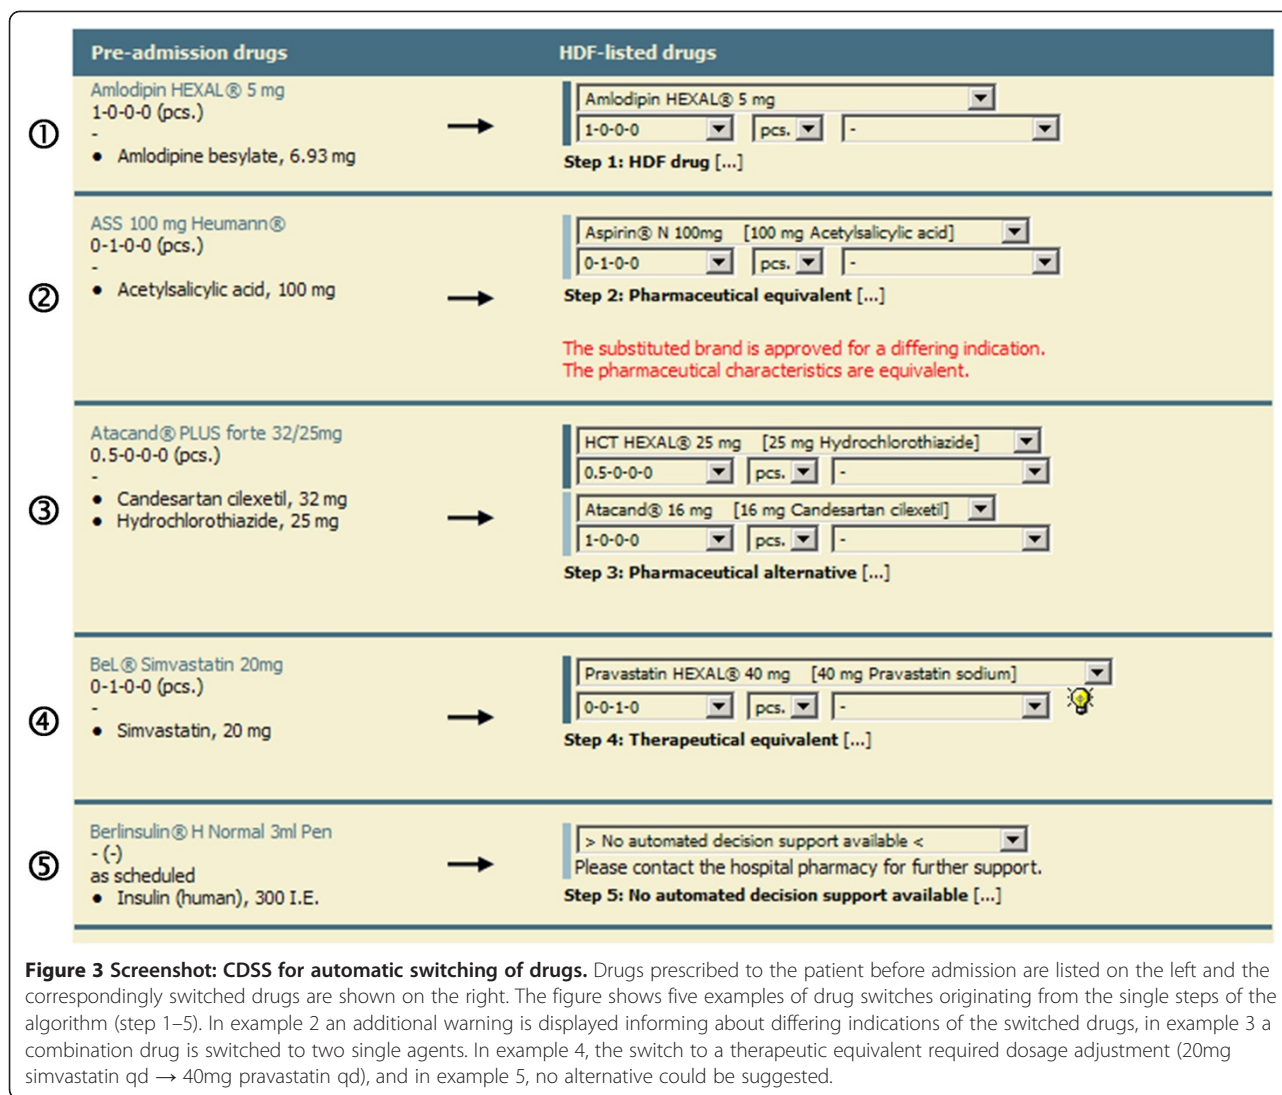 Pre-admission drugs
HDF-listed drugs
①
Amlodipin HEXAL® 5 mg
1-0-0-0 (pcs.)
-
● Amlodipine besylate, 6.93 mg
Amlodipin HEXAL® 5 mg
1-0-0-0 pcs. -
Step 1: HDF drug [...]
②
ASS 100 mg Heumann®
0-1-0-0 (pcs.)
-
● Acetylsalicylic acid, 100 mg
Aspirin® N 100mg [100 mg Acetylsalicylic acid]
0-1-0-0 pcs. -
Step 2: Pharmaceutical equivalent [...]
The substituted brand is approved for a differing indication.
The pharmaceutical characteristics are equivalent.
③
Atacand® PLUS forte 32/25mg
0.5-0-0-0 (pcs.)
-
● Candesartan cilexetil, 32 mg
● Hydrochlorothiazide, 25 mg
HCT HEXAL® 25 mg [25 mg Hydrochlorothiazide]
0.5-0-0-0 pcs. -
Atacand® 16 mg [16 mg Candesartan cilexetil]
1-0-0-0 pcs. -
Step 3: Pharmaceutical alternative [...]
④
BeL® Simvastatin 20mg
0-1-0-0 (pcs.)
-
● Simvastatin, 20 mg
Pravastatin HEXAL® 40 mg [40 mg Pravastatin sodium]
0-0-1-0 pcs. -
Step 4: Therapeutical equivalent [...]
⑤
Berlinsulin® H Normal 3ml Pen
- (-)
as scheduled
● Insulin (human), 300 I.E.
> No automated decision support available <
Please contact the hospital pharmacy for further support.
Step 5: No automated decision support available [...]
Figure 3 Screenshot: CDSS for automatic switching of drugs. Drugs prescribed to the patient before admission are listed on the left and the
correspondingly switched drugs are shown on the right. The figure shows five examples of drug switches originating from the single steps of the
algorithm (step 1–5). In example 2 an additional warning is displayed informing about differing indications of the switched drugs, in example 3 a
combination drug is switched to two single agents. In example 4, the switch to a therapeutic equivalent required dosage adjustment (20mg
simvastatin qd → 40mg pravastatin qd), and in example 5, no alternative could be suggested.